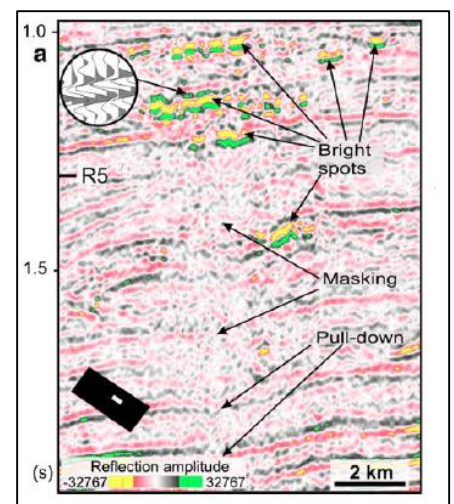 1.0
a
Bright
spots
R5
1.5
Masking
Pull-down
(s)
Reflection amplitude
-32767 32767
2 km